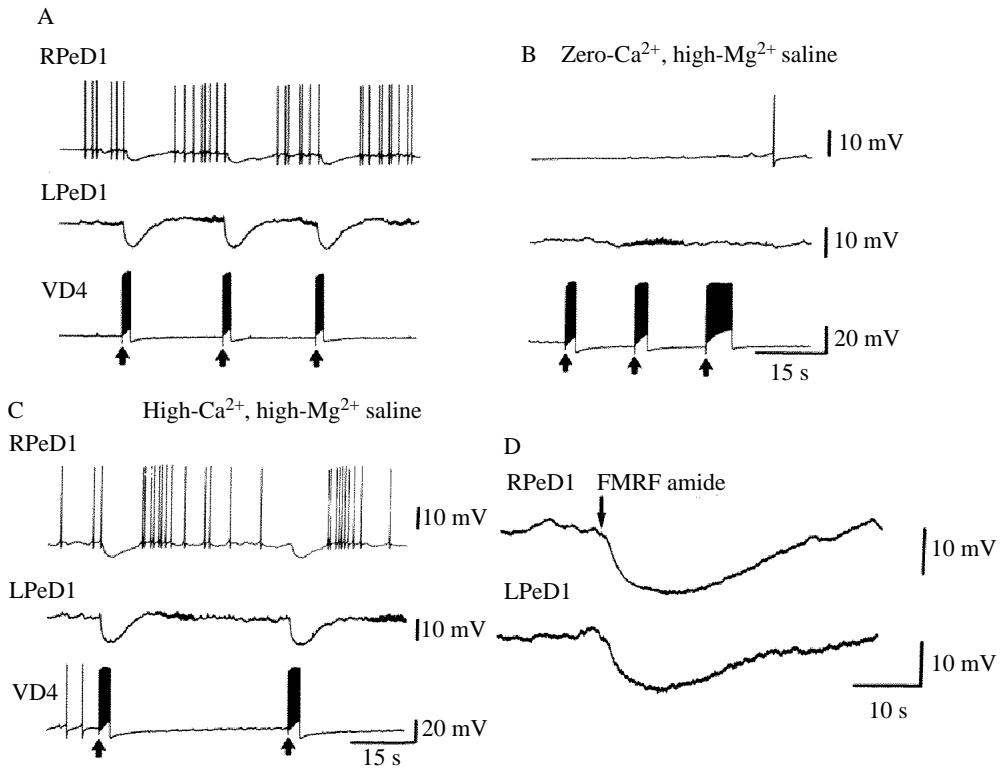 A
RPeD1
LPeD1
VD4
B Zero-Ca²⁺, high-Mg²⁺ saline
10 mV
10 mV
20 mV
15 s
C High-Ca²⁺, high-Mg²⁺ saline
RPeD1
10 mV
LPeD1
10 mV
VD4
20 mV
15 s
D
RPeD1 FMRF amide
10 mV
LPeD1
10 mV
10 s